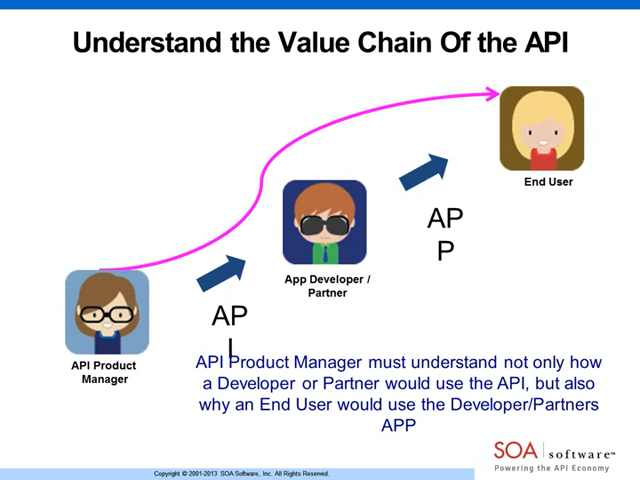 Understand the Value Chain Of the API
End User
AP
P
App Developer /
Partner
AP
I
API Product
Manager
API Product Manager must understand not only how
a Developer or Partner would use the API, but also
why an End User would use the Developer/Partners
APP
SOA software™
Powering the API Economy
Copyright © 2001-2013 SOA Software, Inc. All Rights Reserved.